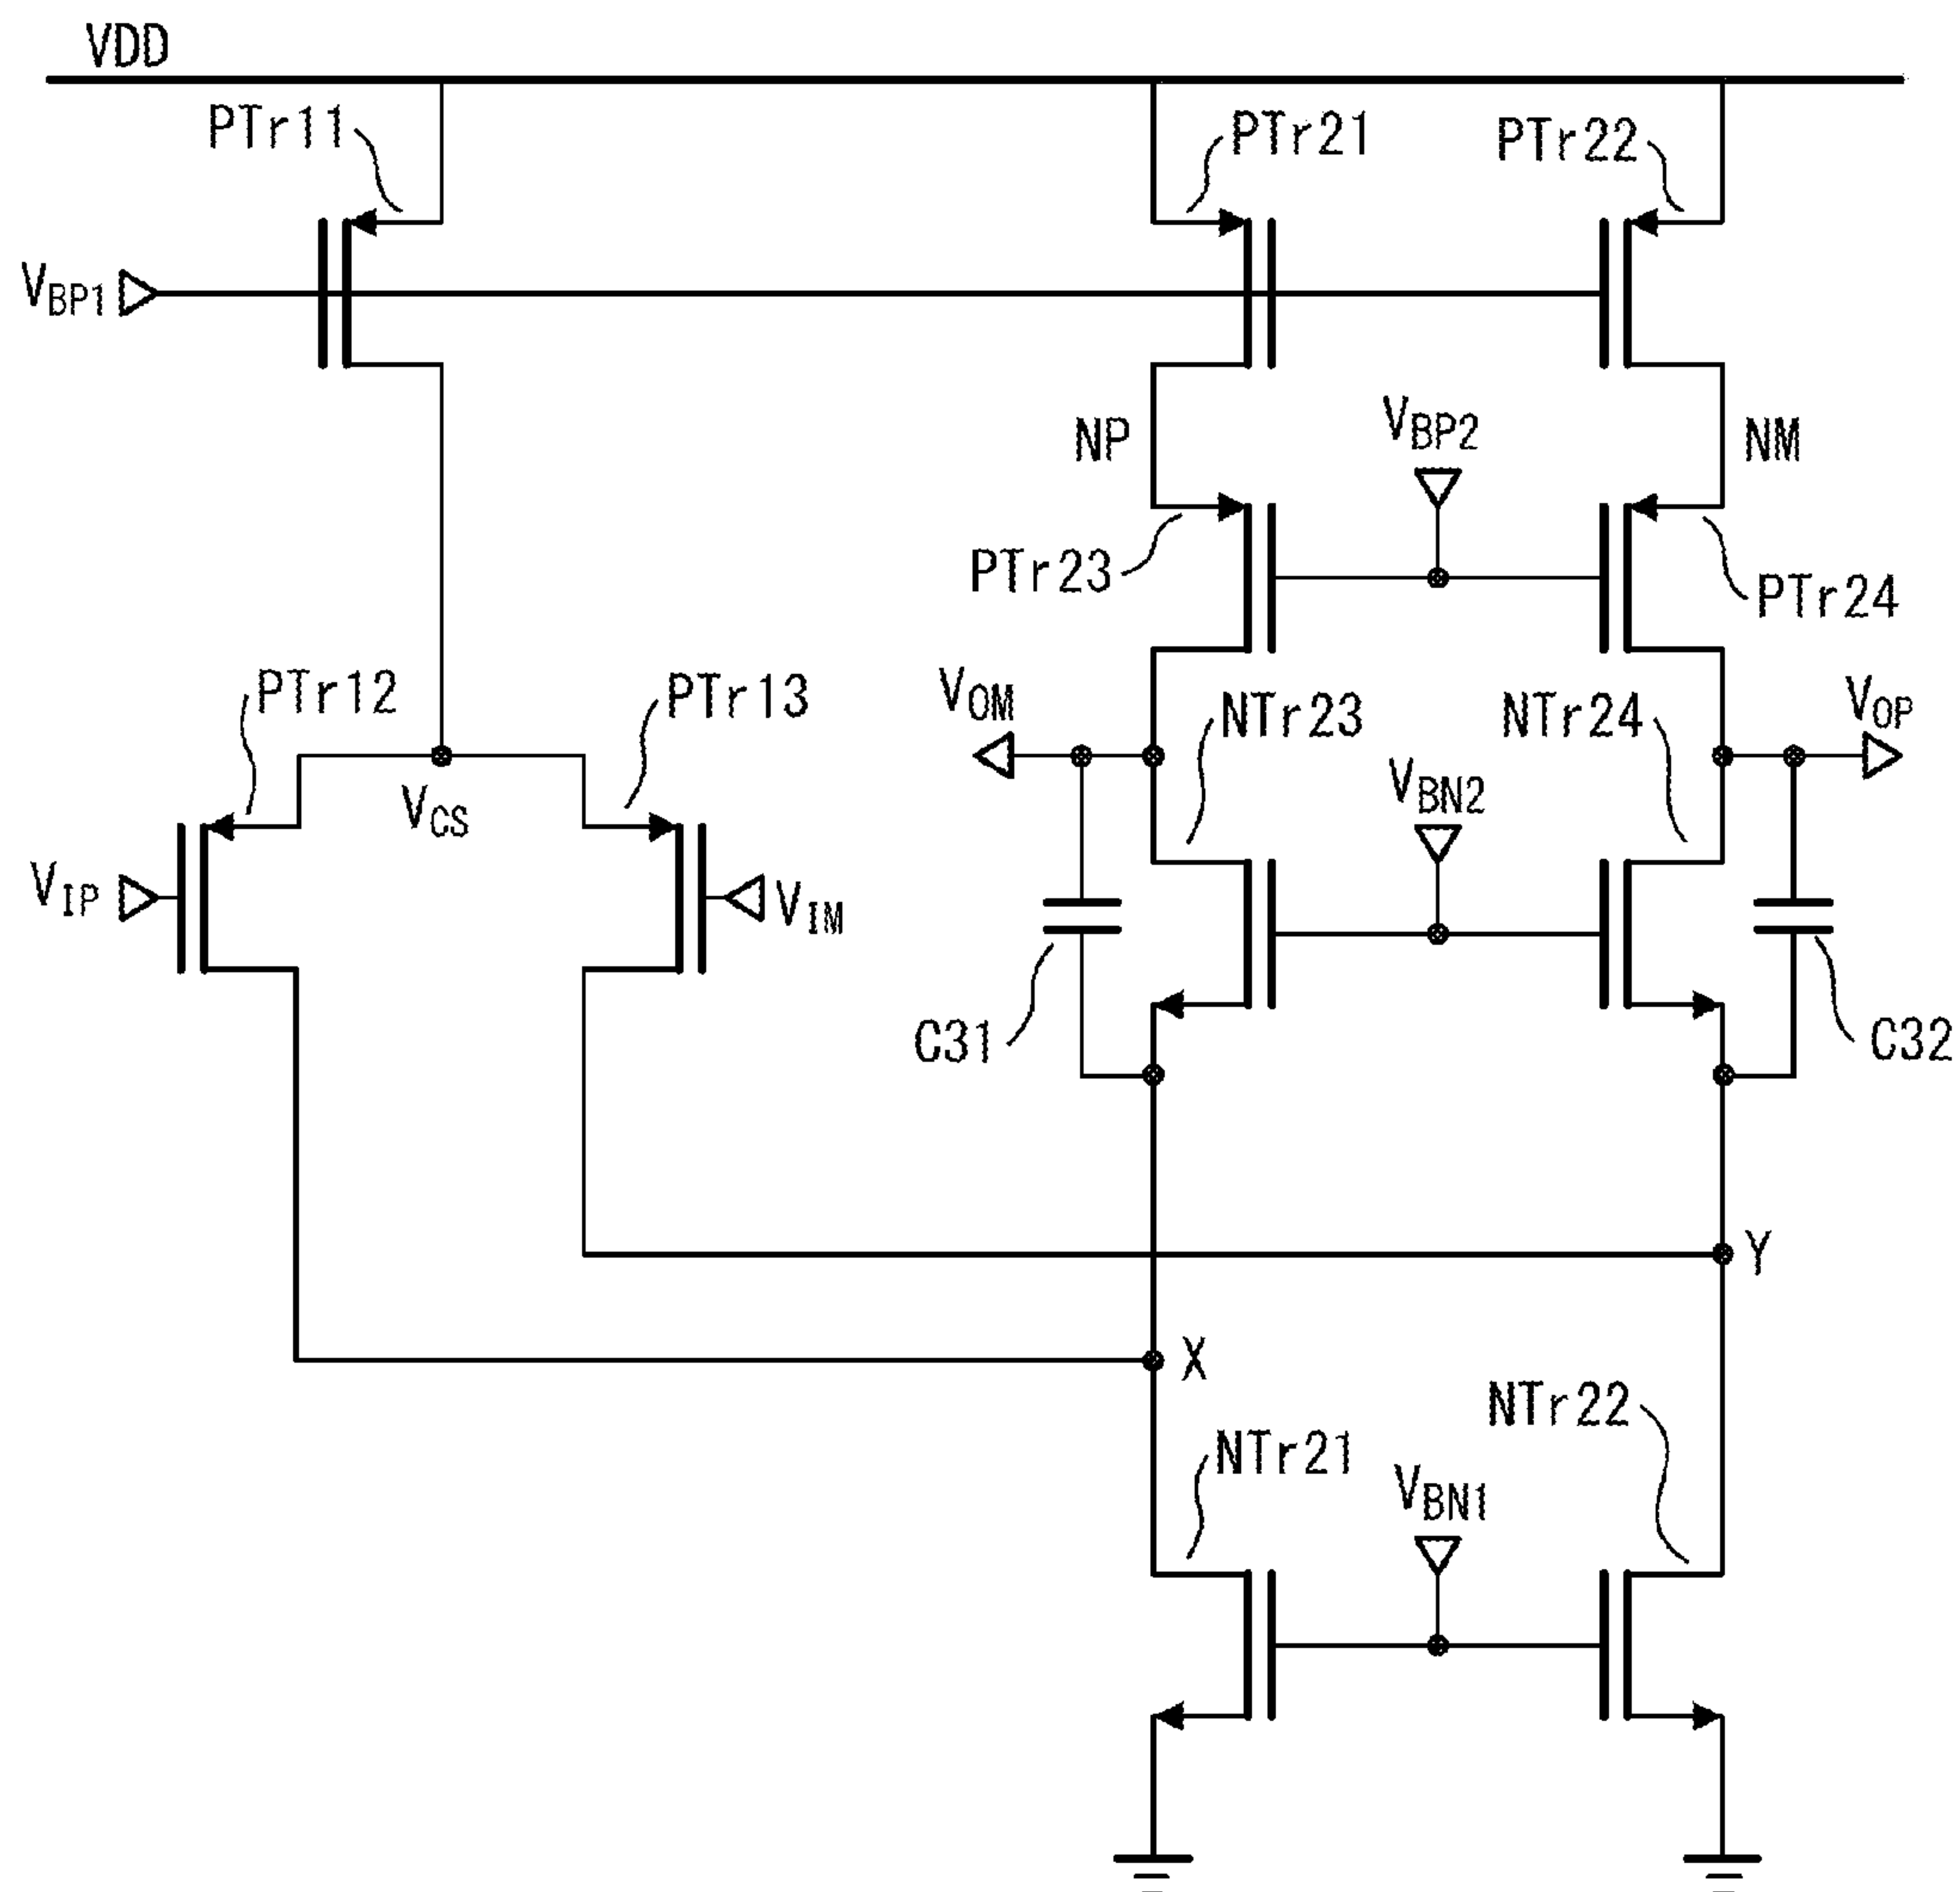 VDD
PTr11
PTr21
PTr22
VBP1
NP
VBP2
NM
PTr23
PTr24
PTr12
PTr13
VOM
NTr23
NTr24
VOP
VCS
VBN2
VIP
VIM
C31
C32
Y
X
NTr22
NTr21
VBN1